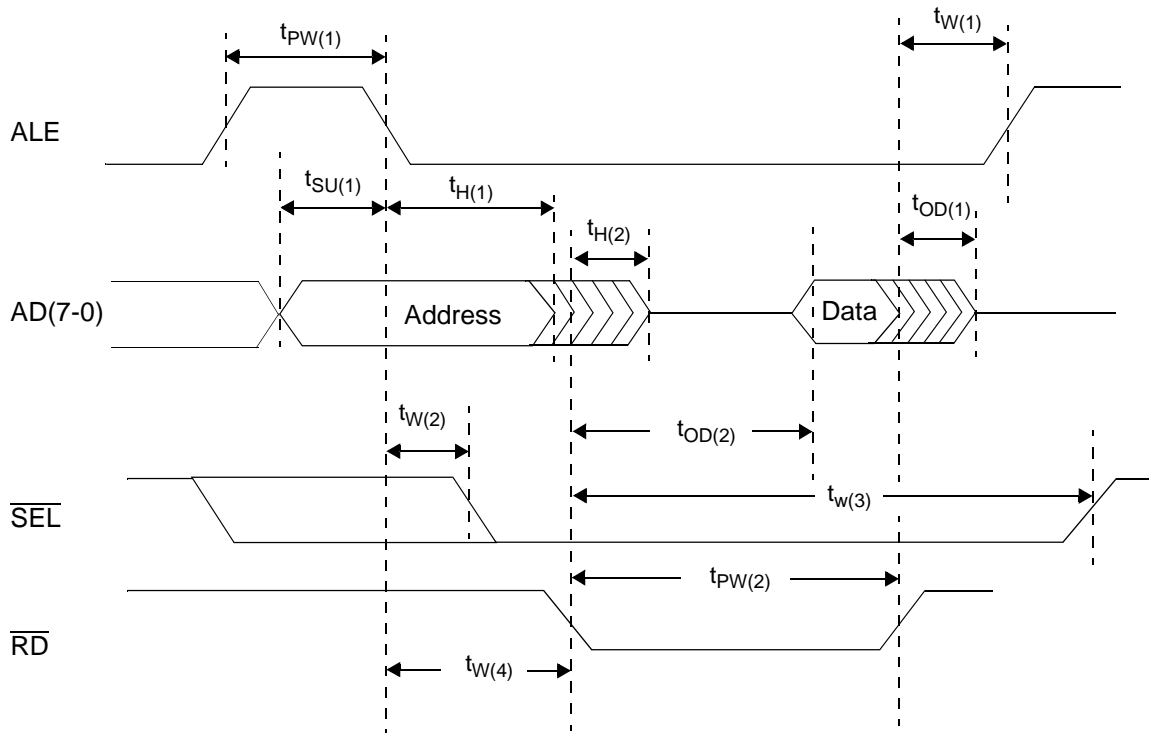 tPW(1)
tW(1)
ALE
tSU(1)
tH(1)
tOD(1)
tH(2)
AD(7-0)
Address
Data
tW(2)
tOD(2)
SEL
tw(3)
tPW(2)
RD
tW(4)